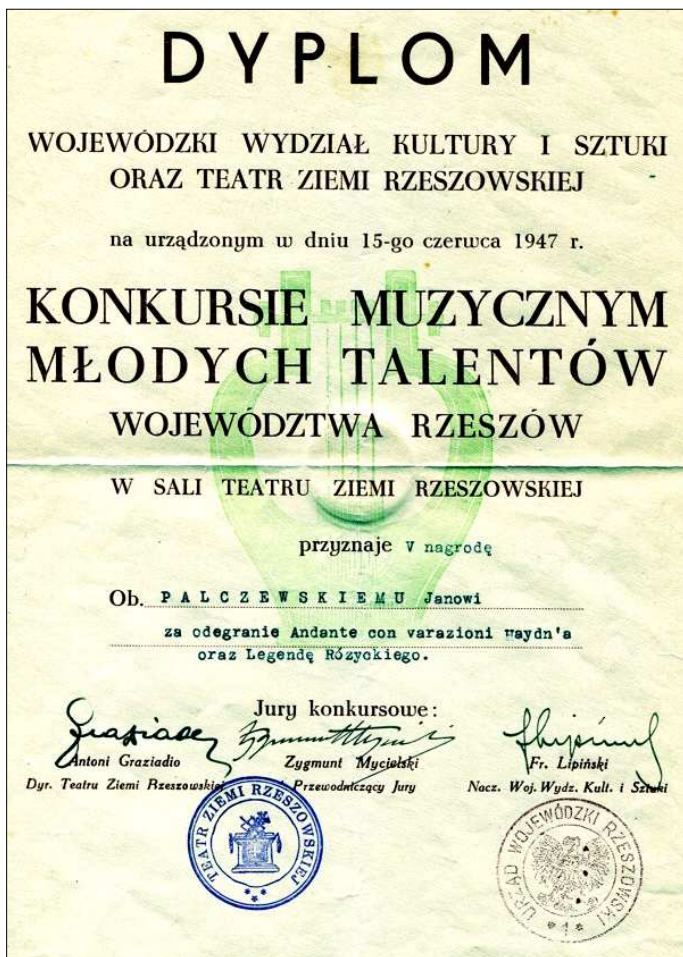 DYPLOM
WOJEWÓDZKI WYDZIAŁ KULTURY I SZTUKI
ORAZ TEATR ZIEMI RZESZOWSKIEJ
na urządzonym w dniu 15-go czerwca 1947 r.
KONKURSIE MUZYCZNYM
MŁODYCH TALENTÓW
WOJEWÓDZTWA RZESZÓW
W SALI TEATRU ZIEMI RZESZOWSKIEJ
przyznaje V nagrodę
Ob. PALCZEWSKIEMU Janowi
za odegranie Andante con varazioni Haydn'a
oraz Legendę Rózyckiego.
Jury konkursowe:
Antoni Graziadio Zygmunt Mycielski Fr. Lipiński
Dyr. Teatru Ziemi Rzeszowskiej Przewodniczący Jury Nacz. Woj. Wydz. Kult. i Sztuki
TEATR ZIEMI RZESZOWSKIEJ
URZĄD WOJEWÓDZKI RZESZOWSKI
*1*